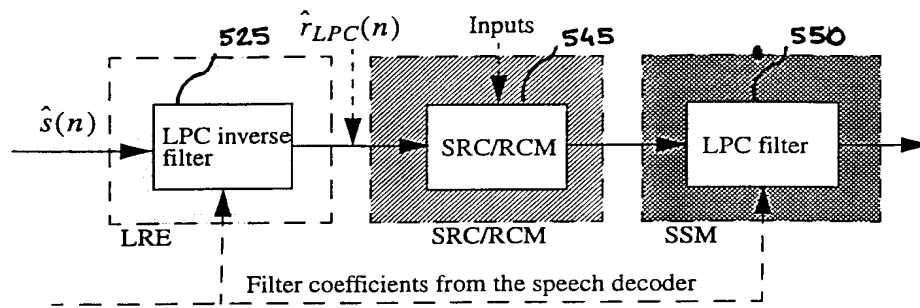 525
r̂_LPC(n)
Inputs
545
550
ŝ(n)
LPC inverse
filter
SRC/RCM
LPC filter
LRE
SRC/RCM
SSM
Filter coefficients from the speech decoder